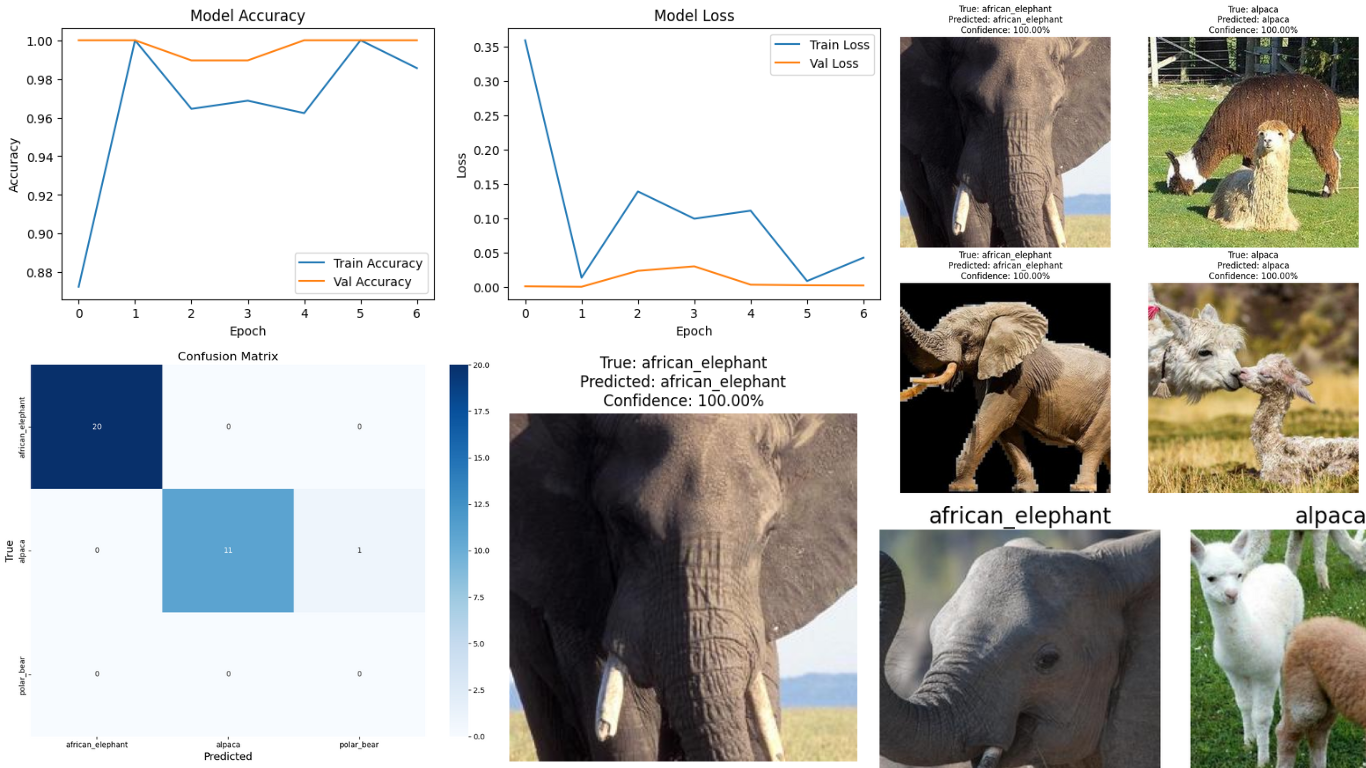 Model Accuracy
1.00
0.98
0.96
0.94
0.92
0.90
0.88
Accuracy
Train Accuracy
Val Accuracy
0 1 2 3 4 5 6
Epoch
Model Loss
0.35
0.30
0.25
0.20
0.15
0.10
0.05
0.00
Loss
Train Loss
Val Loss
0 1 2 3 4 5 6
Epoch
True: african_elephant
Predicted: african_elephant
Confidence: 100.00%
True: alpaca
Predicted: alpaca
Confidence: 100.00%
True: african_elephant
Predicted: african_elephant
Confidence: 100.00%
True: alpaca
Predicted: alpaca
Confidence: 100.00%
Confusion Matrix
True
african_elephant
alpaca
polar_bear
20 0 0
0 11 1
0 0 0
african_elephant alpaca polar_bear
Predicted
20.0
17.5
15.0
12.5
10.0
7.5
5.0
2.5
0.0
True: african_elephant
Predicted: african_elephant
Confidence: 100.00%
african_elephant
alpaca